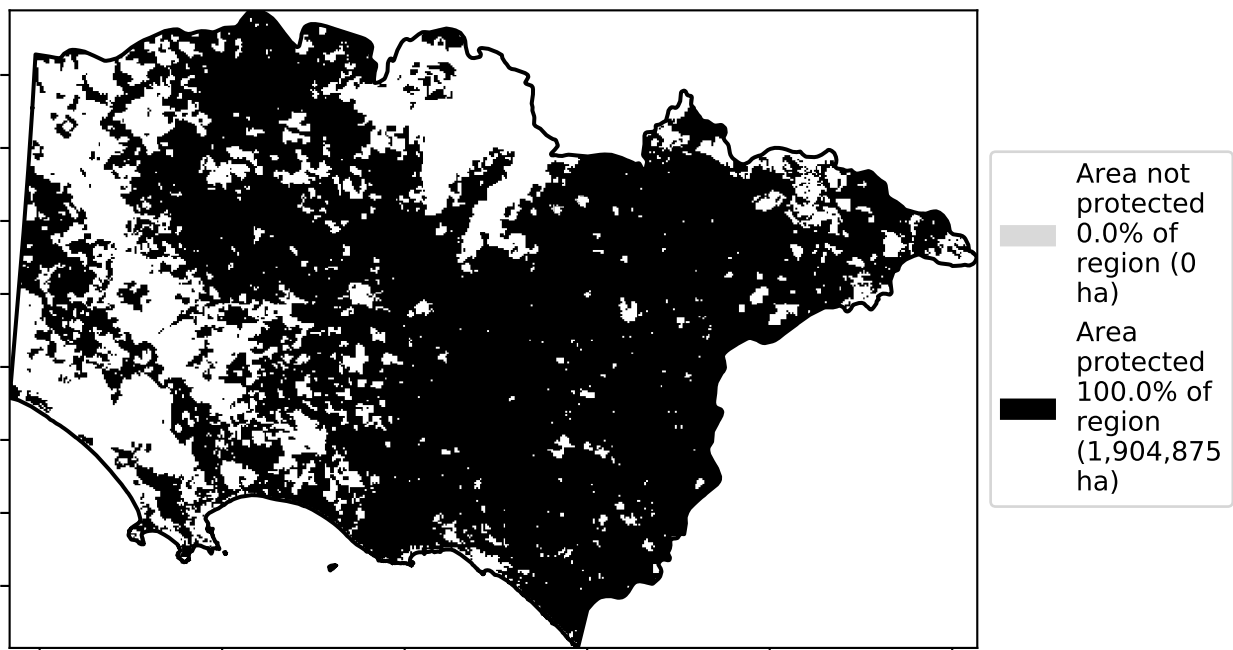 Area not
protected
0.0% of
region (0
ha)
Area
protected
100.0% of
region
(1,904,875
ha)